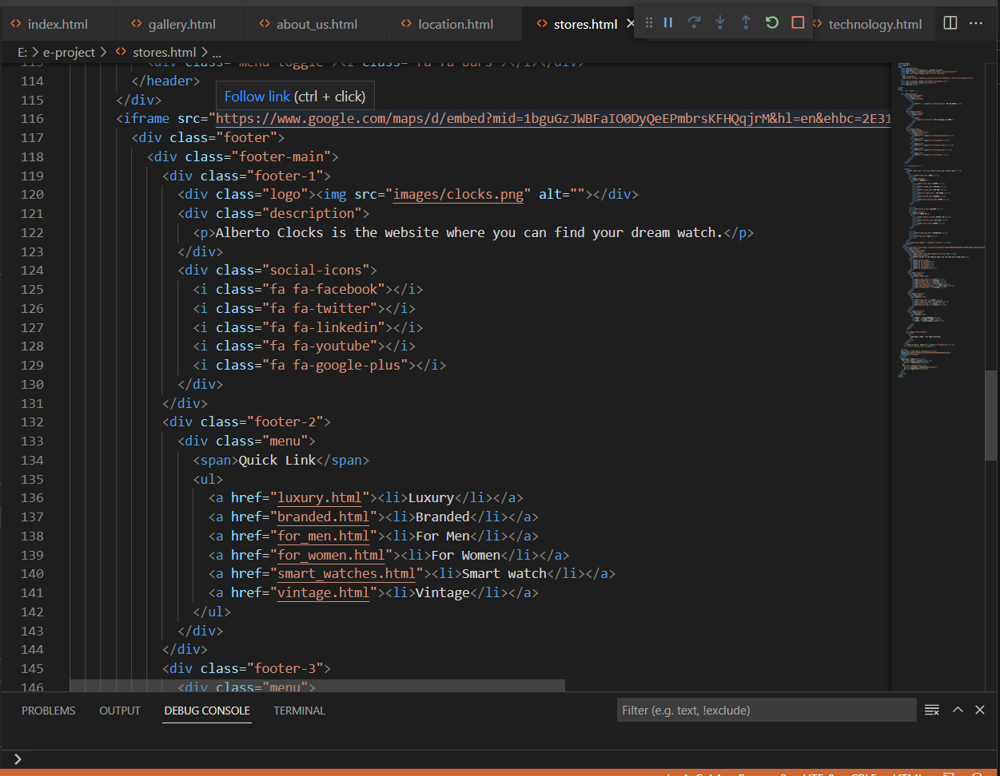 index.html gallery.html about_us.html location.html stores.html technology.html
E: > e-project > stores.html > ...
114 </header>
115 </div>
Follow link (ctrl + click)
116 <iframe src="https://www.google.com/maps/d/embed?mid=1bguGzJWBFaIO0DyQeEPmbrsKFHQqjrM&hl=en&ehbc=2E31
117 <div class="footer">
118 <div class="footer-main">
119 <div class="footer-1">
120 <div class="logo"><img src="images/clocks.png" alt=""></div>
121 <div class="description">
122 <p>Alberto Clocks is the website where you can find your dream watch.</p>
123 </div>
124 <div class="social-icons">
125 <i class="fa fa-facebook"></i>
126 <i class="fa fa-twitter"></i>
127 <i class="fa fa-linkedin"></i>
128 <i class="fa fa-youtube"></i>
129 <i class="fa fa-google-plus"></i>
130 </div>
131 </div>
132 <div class="footer-2">
133 <div class="menu">
134 <span>Quick Link</span>
135 <ul>
136 <a href="luxury.html"><li>Luxury</li></a>
137 <a href="branded.html"><li>Branded</li></a>
138 <a href="for_men.html"><li>For Men</li></a>
139 <a href="for_women.html"><li>For Women</li></a>
140 <a href="smart_watches.html"><li>Smart watch</li></a>
141 <a href="vintage.html"><li>Vintage</li></a>
142 </ul>
143 </div>
144 </div>
145 <div class="footer-3">
146 <div class="menu">
PROBLEMS OUTPUT DEBUG CONSOLE TERMINAL Filter (e.g. text, !exclude)